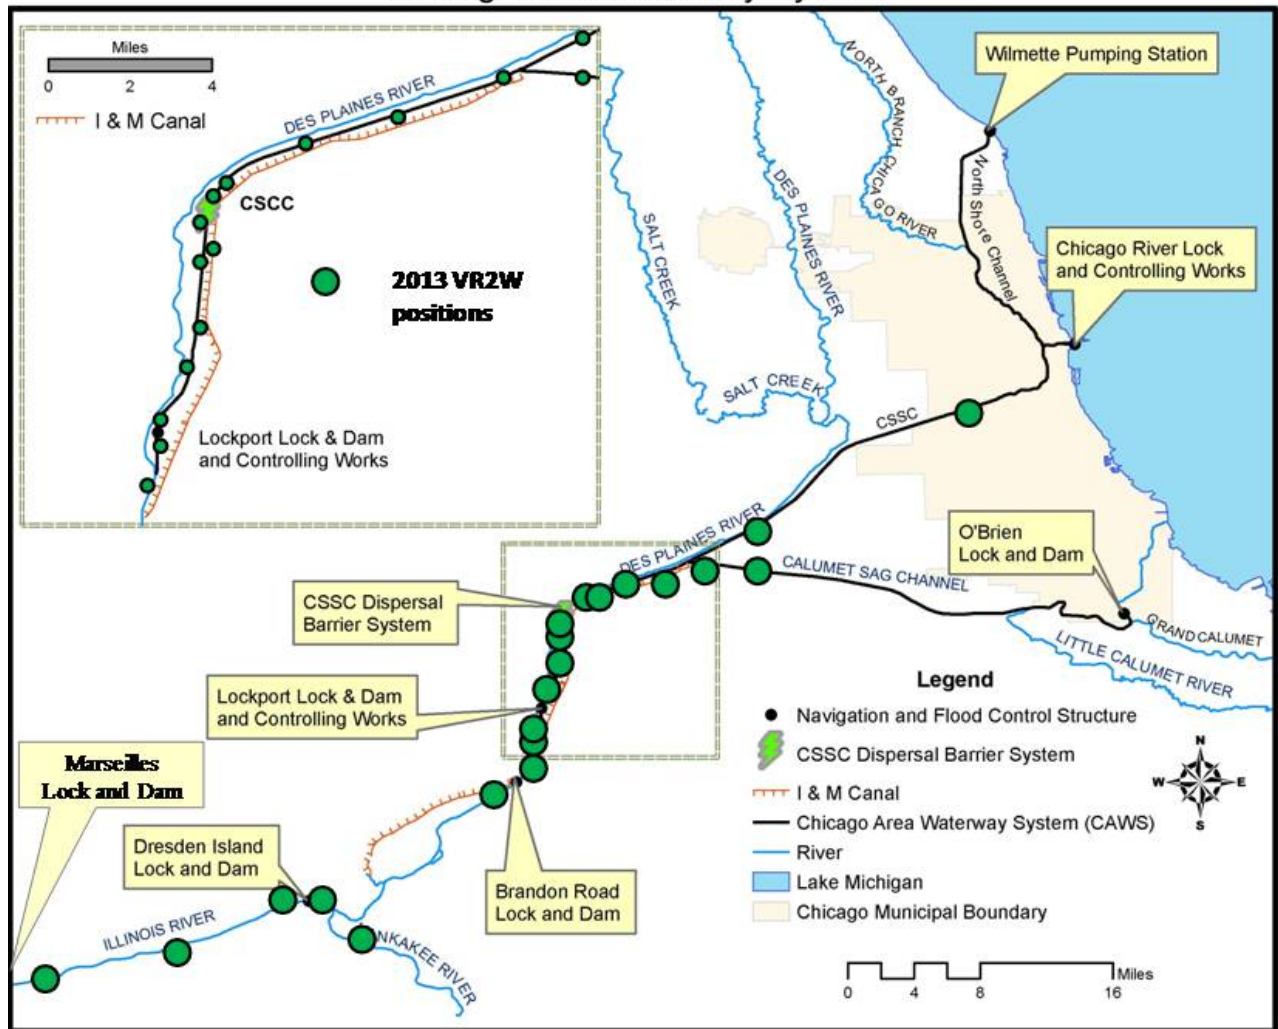 Miles
0 2 4
I & M Canal
DES PLAINES RIVER
CSCC
2013 VR2W
positions
Lockport Lock & Dam
and Controlling Works
NORTH BRANCH CHICAGO RIVER
Wilmette Pumping Station
North Shore Channel
DES PLAINES RIVER
SALT CREEK
Chicago River Lock
and Controlling Works
SALT CREEK
CSSC
DES PLAINES RIVER
O'Brien
Lock and Dam
CALUMET SAG CHANNEL
CSSC Dispersal
Barrier System
GRAND CALUMET
LITTLE CALUMET RIVER
Lockport Lock & Dam
and Controlling Works
Marseilles
Lock and Dam
Dresden Island
Lock and Dam
Brandon Road
Lock and Dam
ILLINOIS RIVER
NKAKEE RIVER
Legend
Navigation and Flood Control Structure
CSSC Dispersal Barrier System
I & M Canal
Chicago Area Waterway System (CAWS)
River
Lake Michigan
Chicago Municipal Boundary
N
W E
S
Miles
0 4 8 16